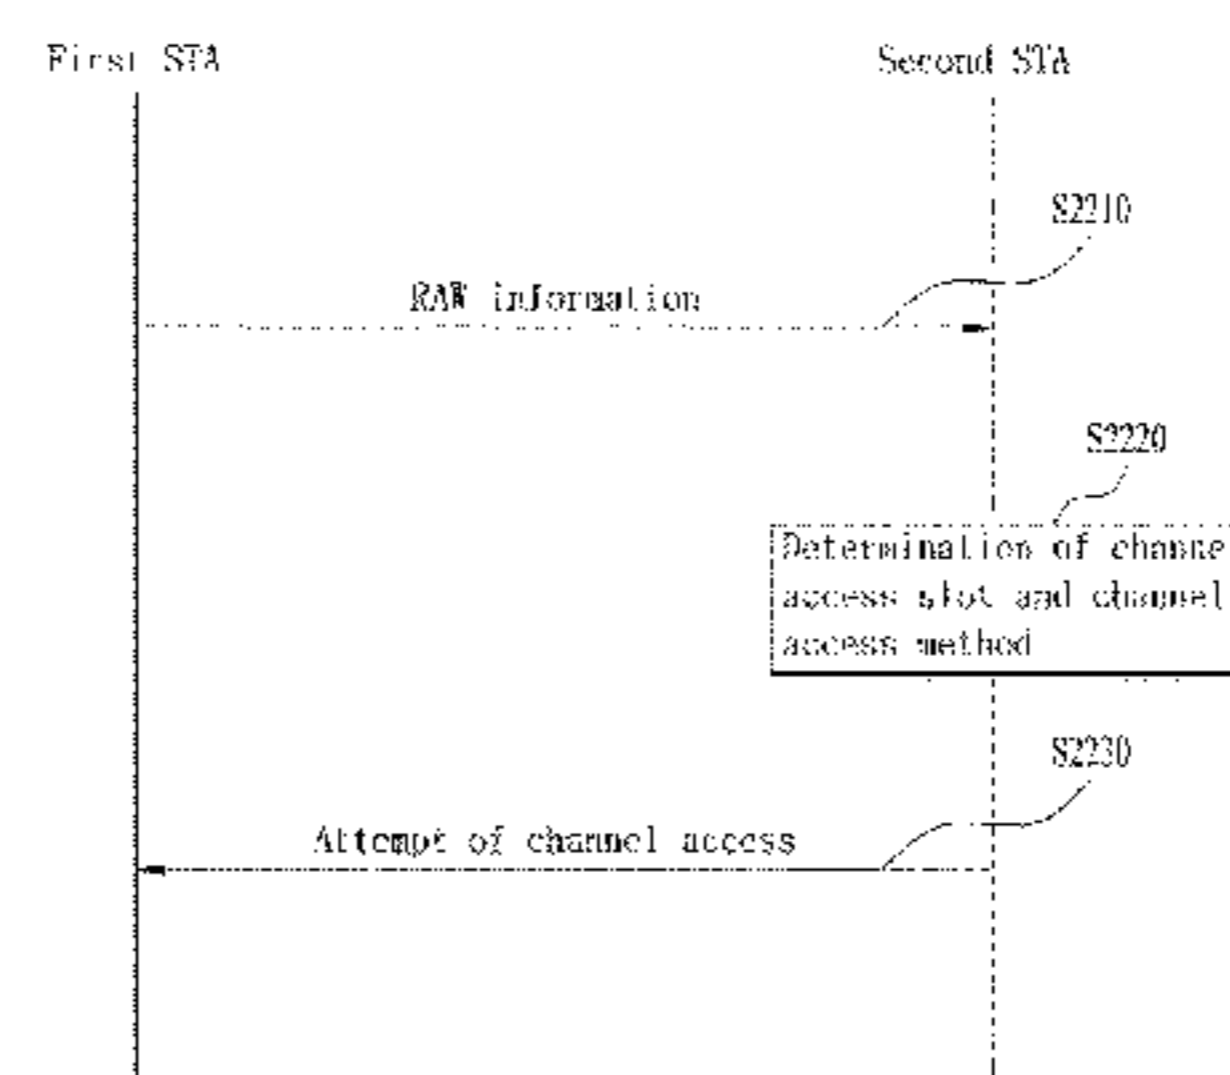 First STA
Second STA
S2210
RAW information
S2220
Determination of channe
access slot and channel
access method
S2230
Attempt of channel access